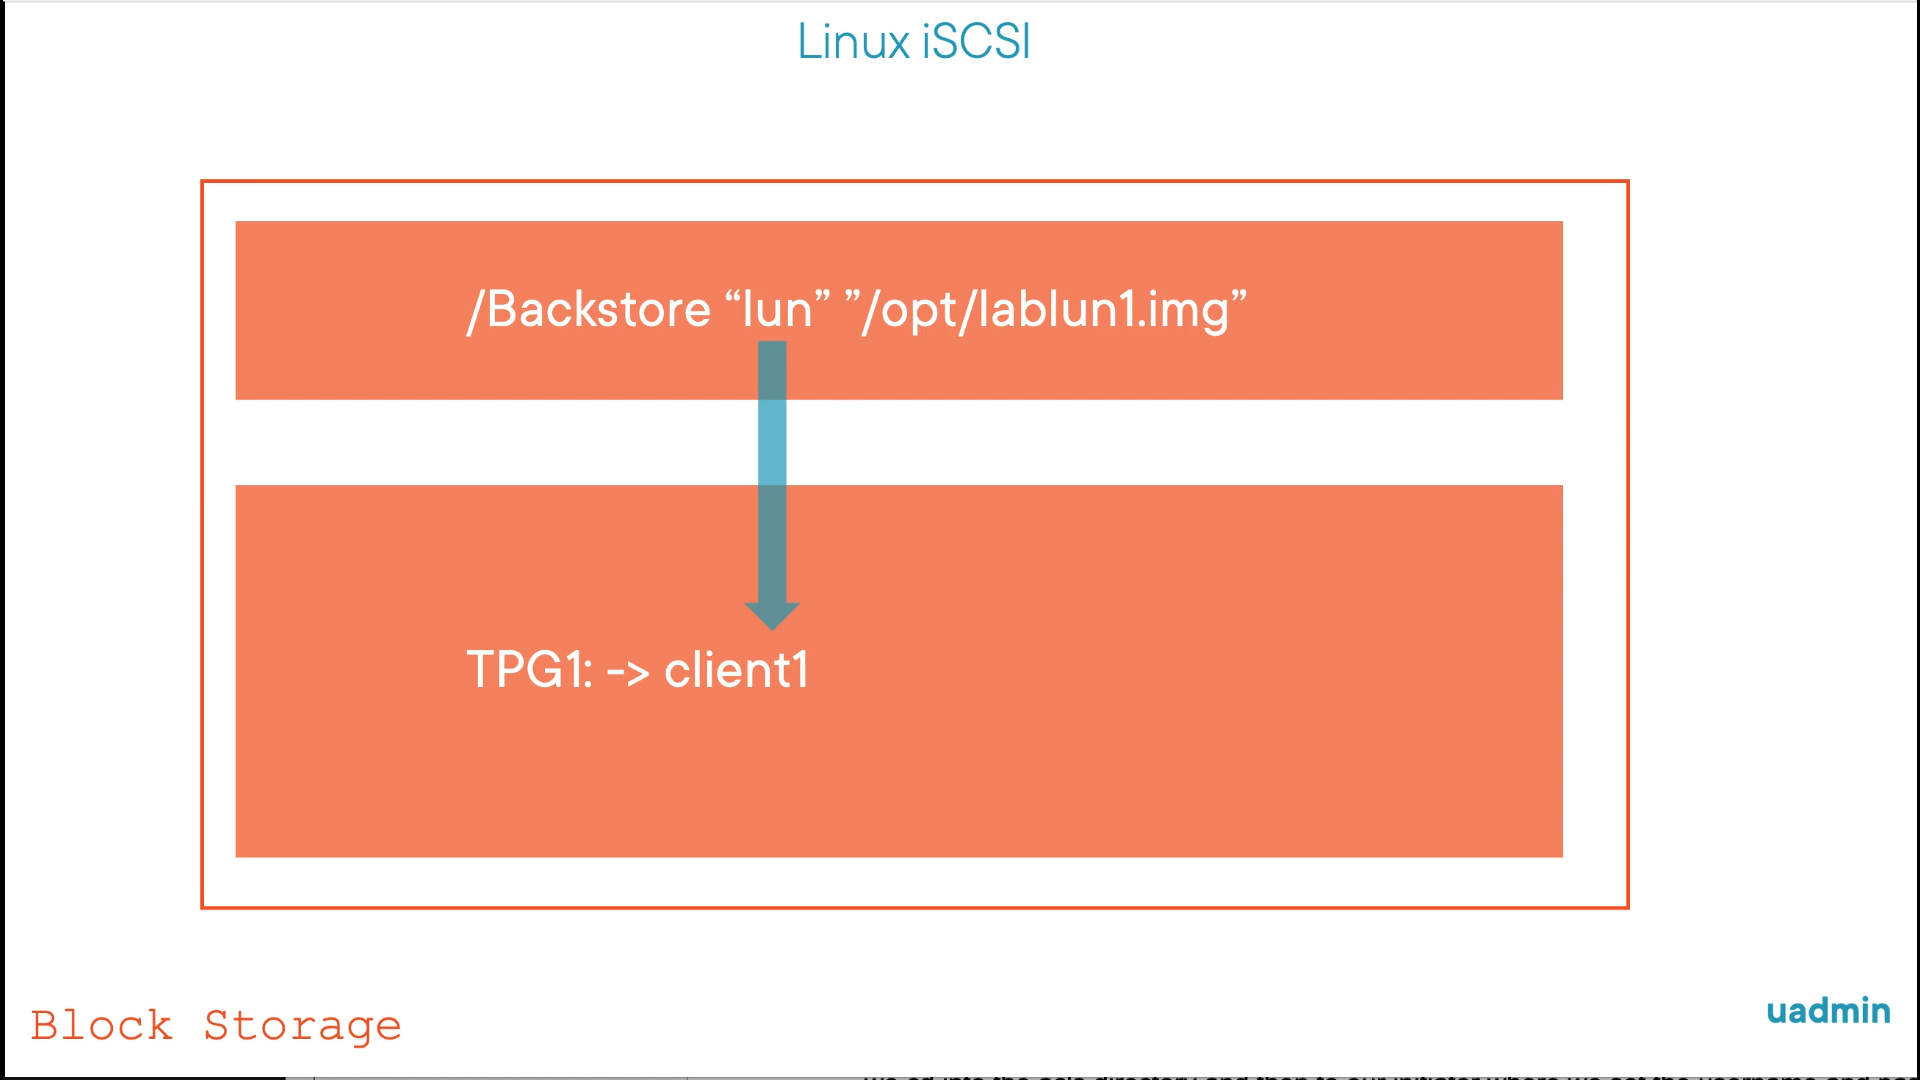 Linux iSCSI
/Backstore “lun” ”/opt/lablun1.img”
TPG1: -> client1
Block Storage
uadmin